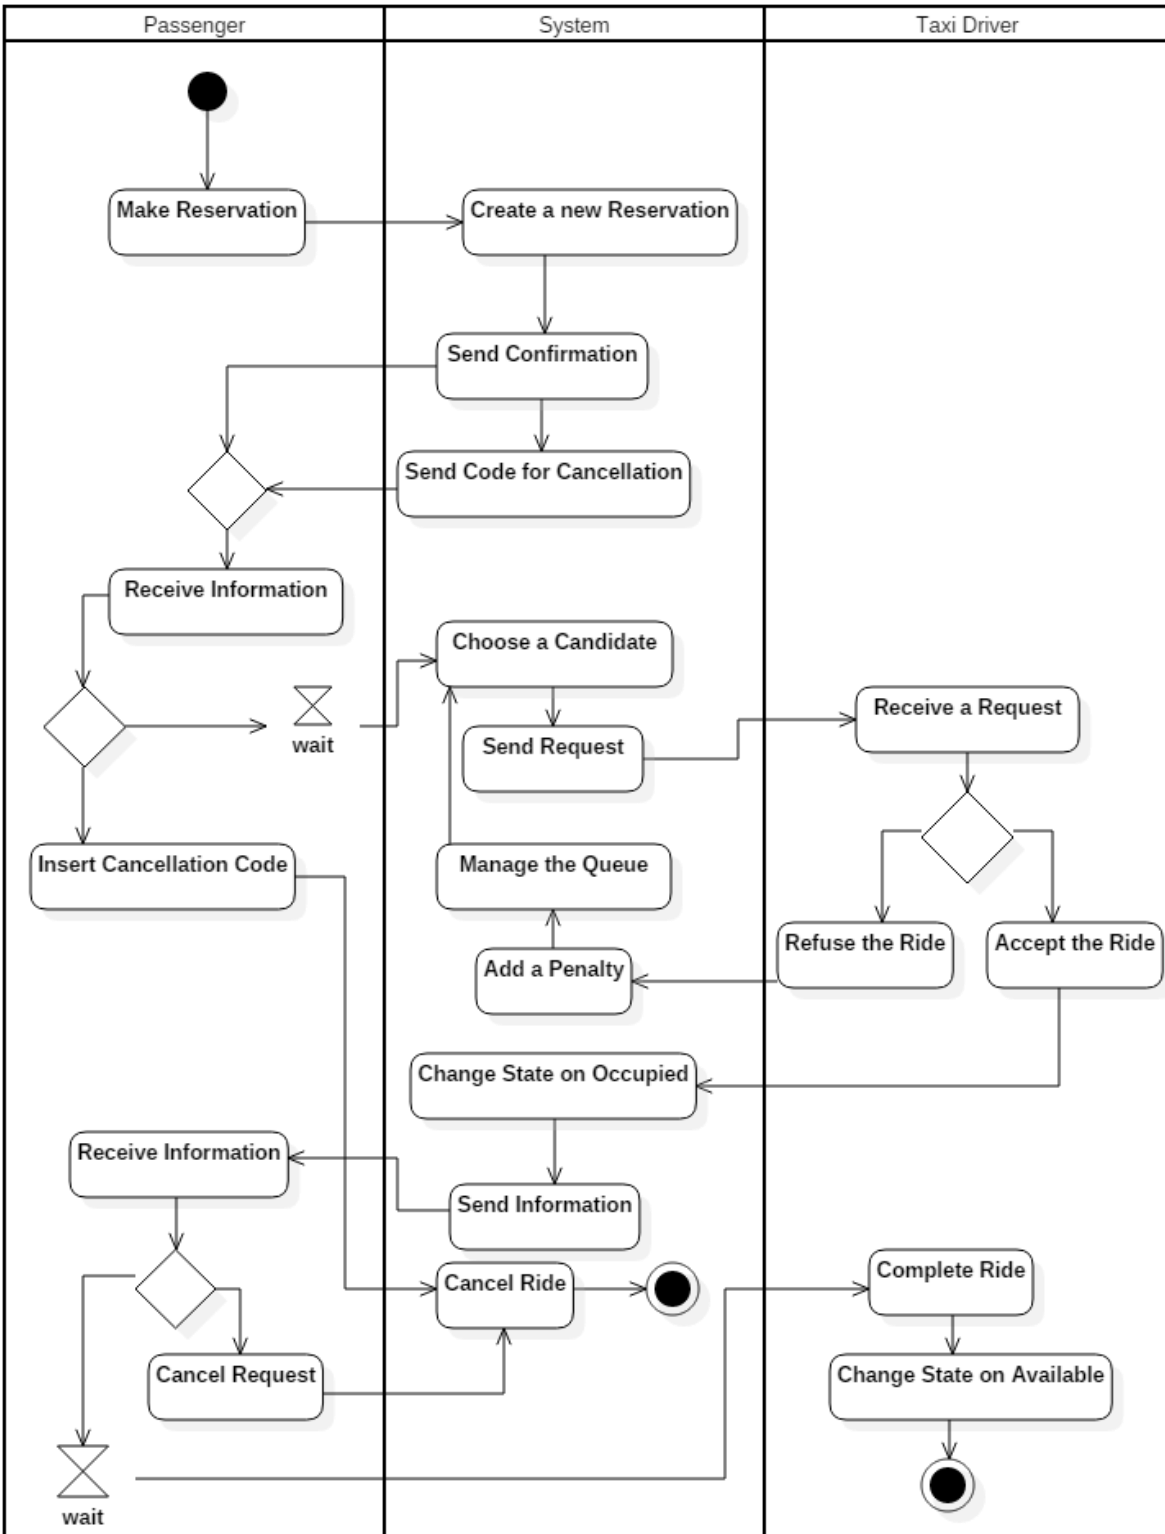 Passenger
System
Taxi Driver
Make Reservation
Create a new Reservation
Send Confirmation
Send Code for Cancellation
Receive Information
Choose a Candidate
wait
Send Request
Receive a Request
Insert Cancellation Code
Manage the Queue
Refuse the Ride
Accept the Ride
Add a Penalty
Change State on Occupied
Receive Information
Send Information
Cancel Ride
Complete Ride
Cancel Request
Change State on Available
wait